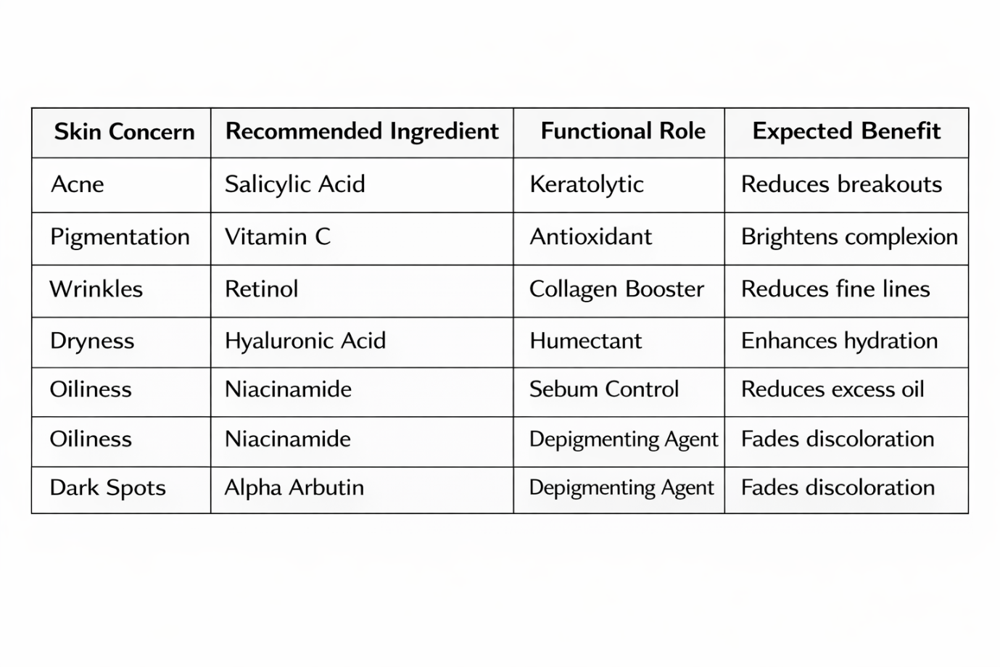 Skin Concern Recommended Ingredient Functional Role Expected Benefit
Acne Salicylic Acid Keratolytic Reduces breakouts
Pigmentation Vitamin C Antioxidant Brightens complexion
Wrinkles Retinol Collagen Booster Reduces fine lines
Dryness Hyaluronic Acid Humectant Enhances hydration
Oiliness Niacinamide Sebum Control Reduces excess oil
Oiliness Niacinamide Depigmenting Agent Fades discoloration
Dark Spots Alpha Arbutin Depigmenting Agent Fades discoloration